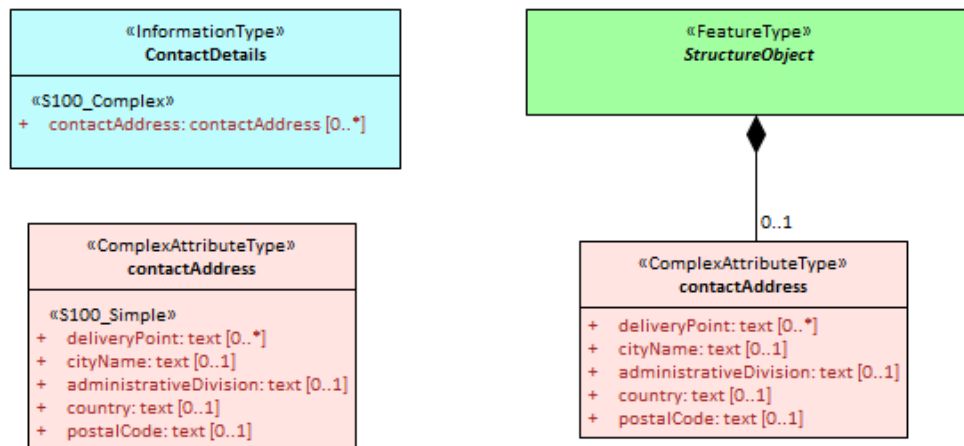 «InformationType»
ContactDetails
«S100_Complex»
+ contactAddress: contactAddress [0..*]
«ComplexAttributeType»
contactAddress
«S100_Simple»
+ deliveryPoint: text [0..*]
+ cityName: text [0..1]
+ administrativeDivision: text [0..1]
+ country: text [0..1]
+ postalCode: text [0..1]
«FeatureType»
StructureObject
0..1
«ComplexAttributeType»
contactAddress
+ deliveryPoint: text [0..*]
+ cityName: text [0..1]
+ administrativeDivision: text [0..1]
+ country: text [0..1]
+ postalCode: text [0..1]